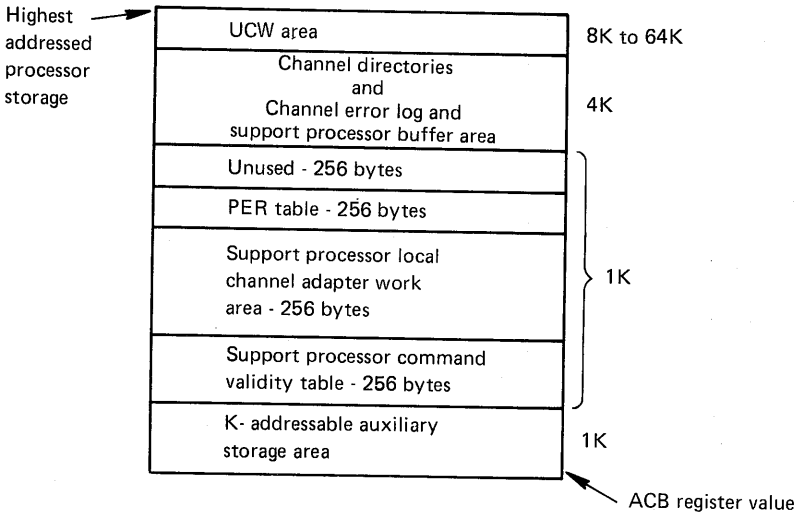 Highest
addressed
processor
storage
UCW area
8K to 64K
Channel directories
and
Channel error log and
support processor buffer area
4K
Unused - 256 bytes
PER table - 256 bytes
Support processor local
channel adapter work
area - 256 bytes
1K
Support processor command
validity table - 256 bytes
K- addressable auxiliary
storage area
1K
ACB register value